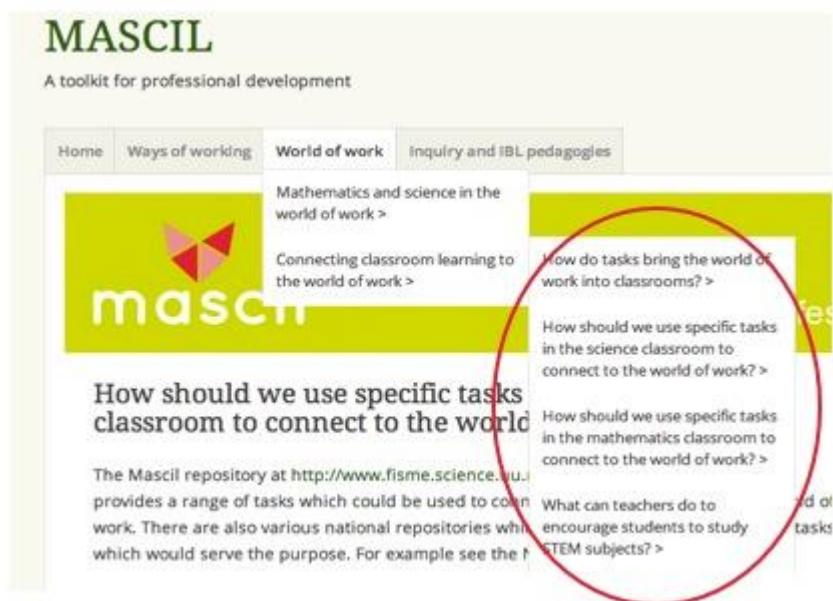 MASCIL
A toolkit for professional development
Home Ways of working World of work Inquiry and IBL pedagogies
Mathematics and science in the
world of work >
Connecting classroom learning to
the world of work >
How do tasks bring the world of
work into classrooms? >
How should we use specific tasks
in the science classroom to
connect to the world of work? >
How should we use specific tasks
in the mathematics classroom to
connect to the world of work? >
What can teachers do to
encourage students to study
STEM subjects? >
mascil
How should we use specific tasks
classroom to connect to the world
The Mascil repository at http://www.fisme.science.uu.
provides a range of tasks which could be used to
work. There are also various national repositories
tasks
which would serve the purpose. For example see the